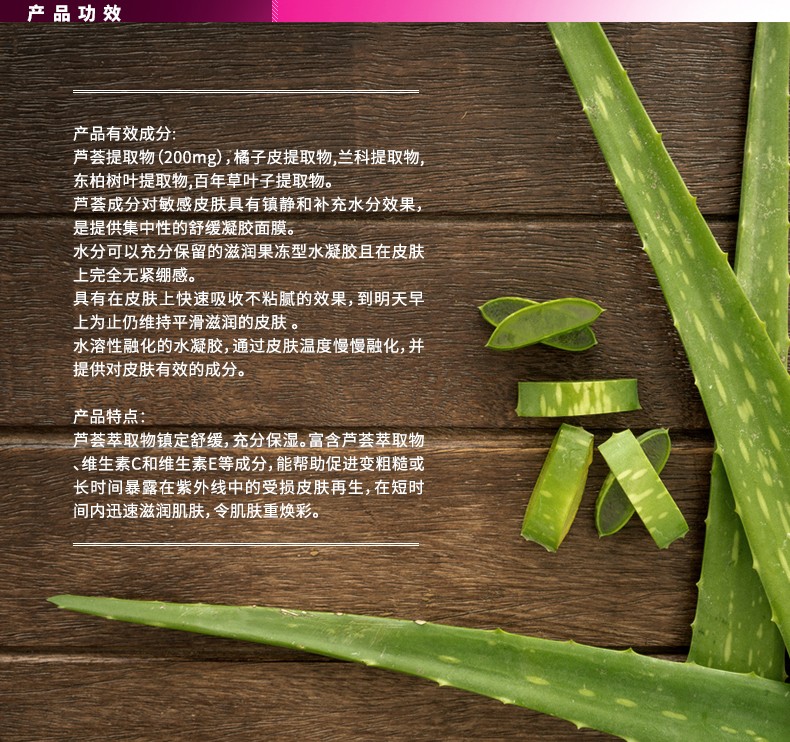 产品功效
产品有效成分:
芦荟提取物(200mg),橘子皮提取物,兰科提取物,
东柏树叶提取物,百年草叶子提取物。
芦荟成分对敏感皮肤具有镇静和补充水分效果,
是提供集中性的舒缓凝胶面膜。
水分可以充分保留的滋润果冻型水凝胶且在皮肤
上完全无紧绷感。
具有在皮肤上快速吸收不粘腻的效果,到明天早
上为止仍维持平滑滋润的皮肤 。
水溶性融化的水凝胶,通过皮肤温度慢慢融化,并
提供对皮肤有效的成分。
产品特点:
芦荟萃取物镇定舒缓,充分保湿。富含芦荟萃取物
、维生素C和维生素E等成分,能帮助促进变粗糙或
长时间暴露在紫外线中的受损皮肤再生,在短时
间内迅速滋润肌肤,令肌肤重焕彩。